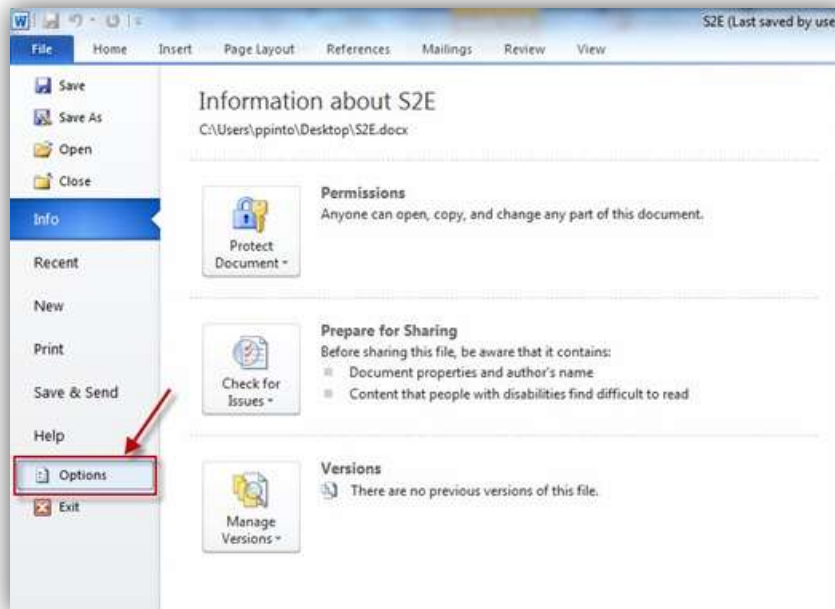 W
S2E (Last saved by use
File Home Insert Page Layout References Mailings Review View
Save
Save As
Open
Close
Info
Recent
New
Print
Save & Send
Help
Options
Exit
Information about S2E
C:\Users\ppinto\Desktop\S2E.docx
Protect
Document
Permissions
Anyone can open, copy, and change any part of this document.
Check for
Issues
Prepare for Sharing
Before sharing this file, be aware that it contains:
Document properties and author's name
Content that people with disabilities find difficult to read
Manage
Versions
Versions
There are no previous versions of this file.